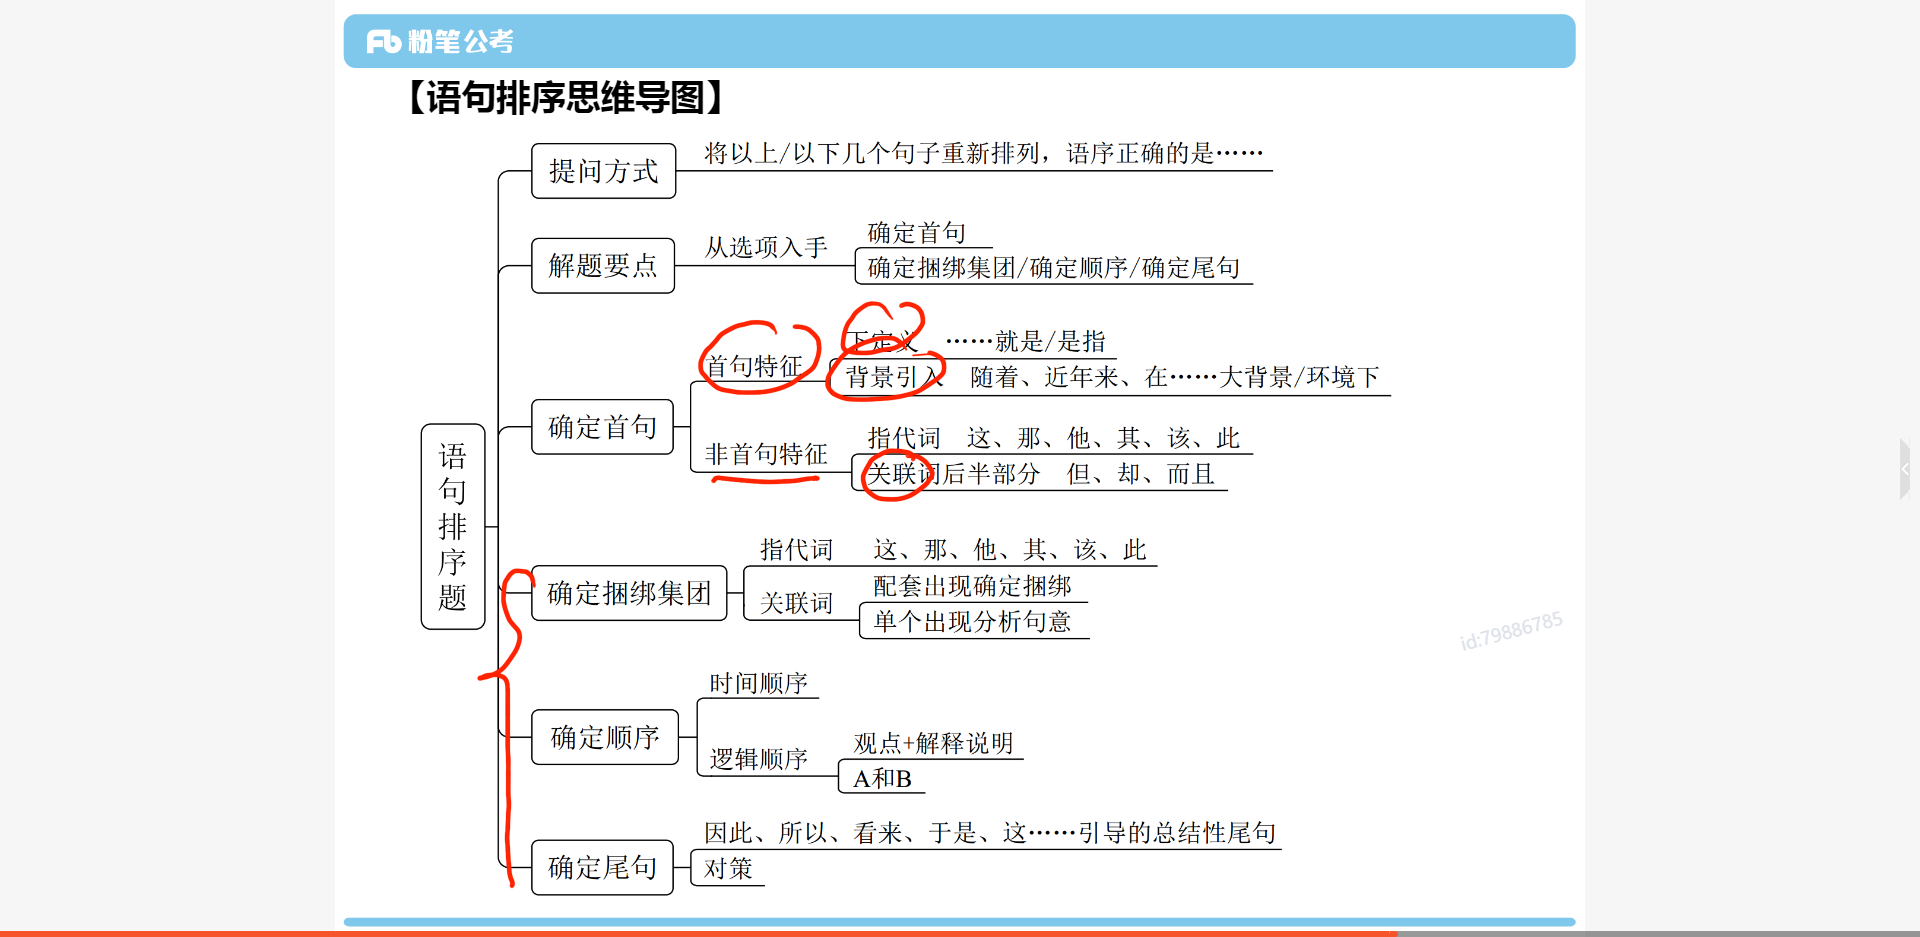 粉笔公考
【语句排序思维导图】
语句排序题
提问方式
将以上/以下几个句子重新排列，语序正确的是……
解题要点
从选项入手
确定首句
确定捆绑集团/确定顺序/确定尾句
确定首句
首句特征
下定义 ……就是/是指
背景引入 随着、近年来、在……大背景/环境下
非首句特征
指代词 这、那、他、其、该、此
关联词后半部分 但、却、而且
确定捆绑集团
指代词 这、那、他、其、该、此
关联词
配套出现确定捆绑
单个出现分析句意
确定顺序
时间顺序
逻辑顺序
观点+解释说明
A和B
确定尾句
因此、所以、看来、于是、这……引导的总结性尾句
对策
id:79886785